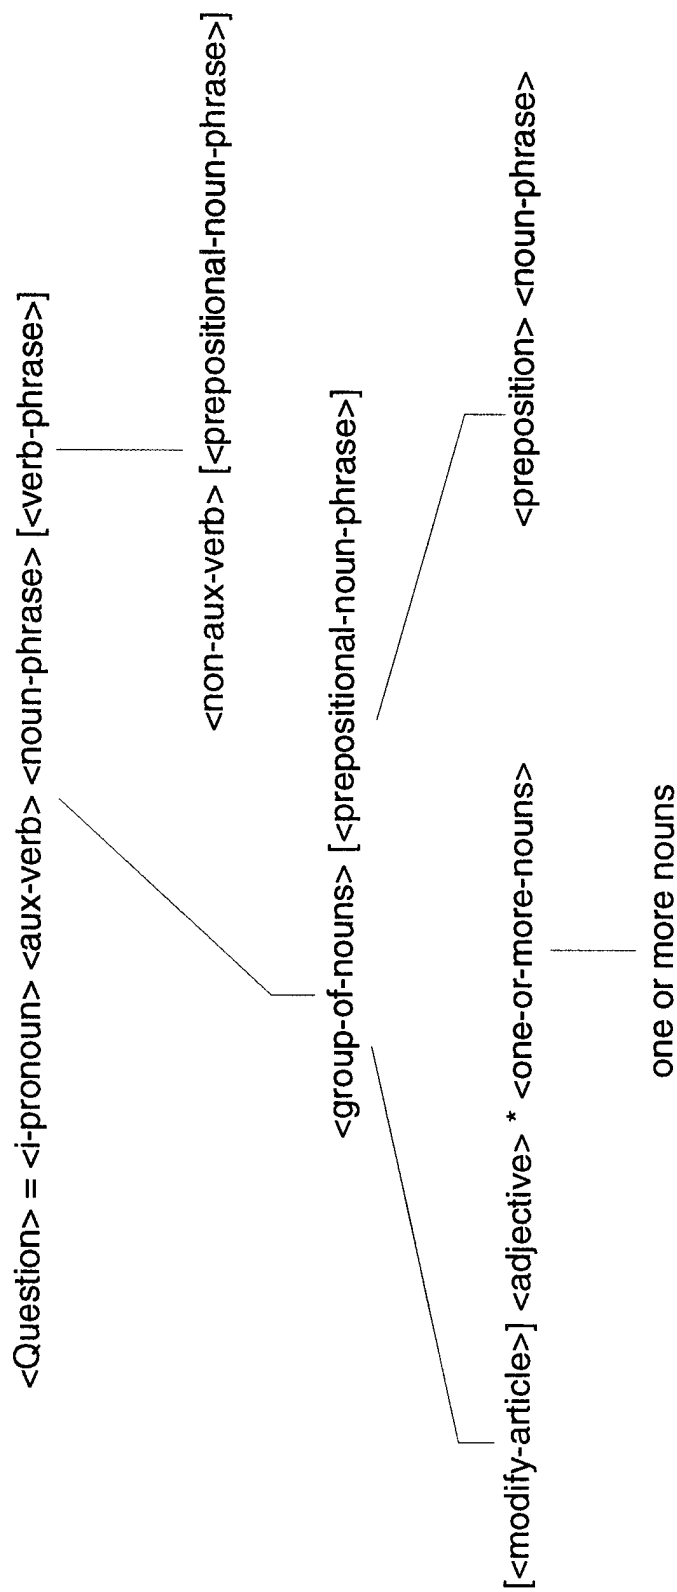 <Question> = <i-pronoun> <aux-verb> <noun-phrase> [<verb-phrase>]
<non-aux-verb> [<prepositional-noun-phrase>]
<group-of-nouns> [<prepositional-noun-phrase>]
[<modify-article>] <adjective> * <one-or-more-nouns>
<preposition> <noun-phrase>
one or more nouns